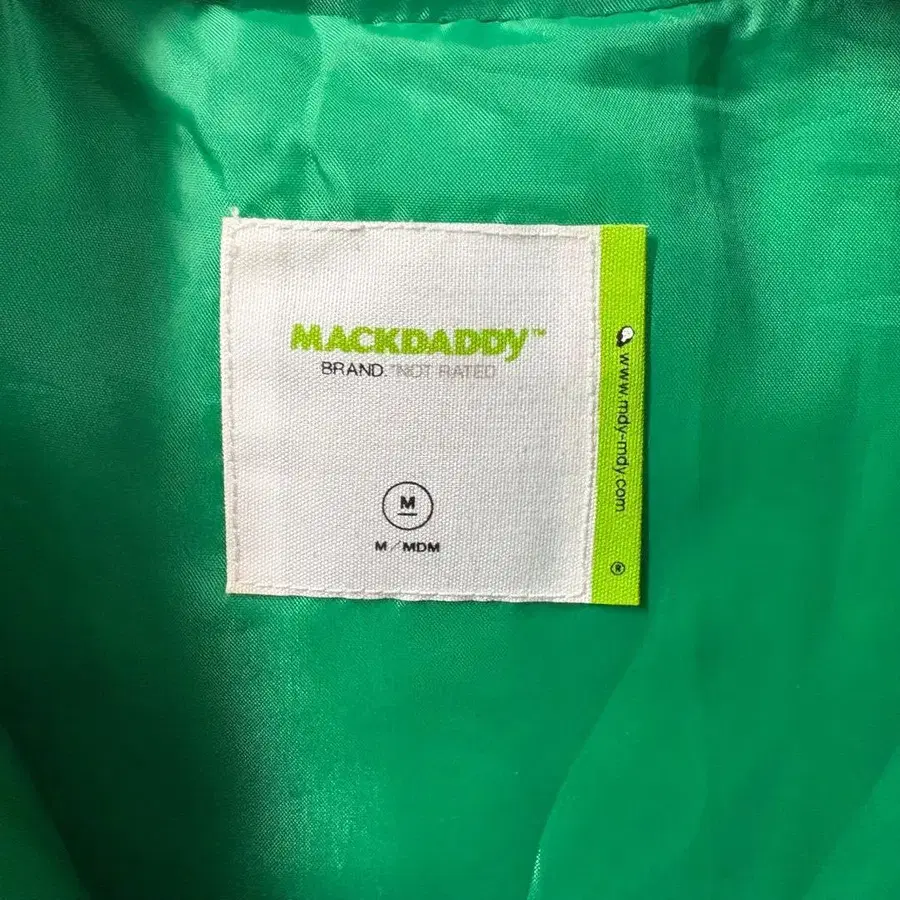 MACKDADDY™
BRAND. *NOT RATED
M
M / MDM
www.mdy-mdy.com
®